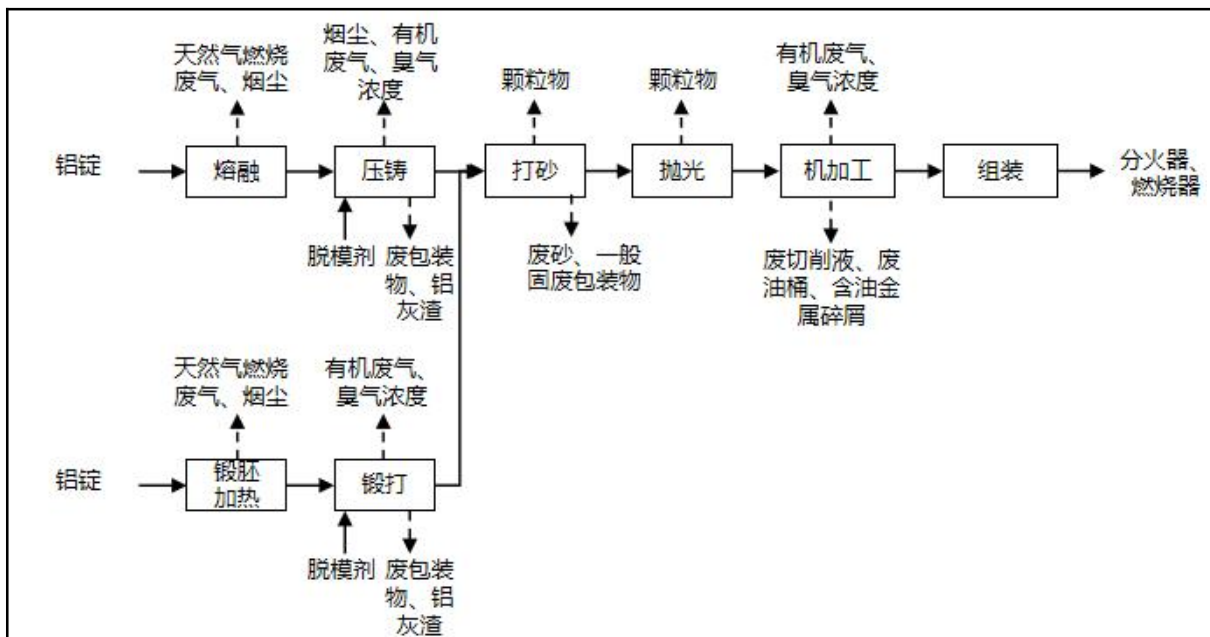 天然气燃烧
废气、烟尘
烟尘、有机
废气、臭气
浓度
颗粒物
颗粒物
有机废气、
臭气浓度
铝锭
熔融
压铸
打砂
抛光
机加工
组装
分火器、
燃烧器
脱模剂
废包装
物、铝
灰渣
废砂、一般
固废包装物
废切削液、废
油桶、含油金
属碎屑
天然气燃烧
废气、烟尘
有机废气、
臭气浓度
铝锭
锻胚
加热
锻打
脱模剂
废包装
物、铝
灰渣